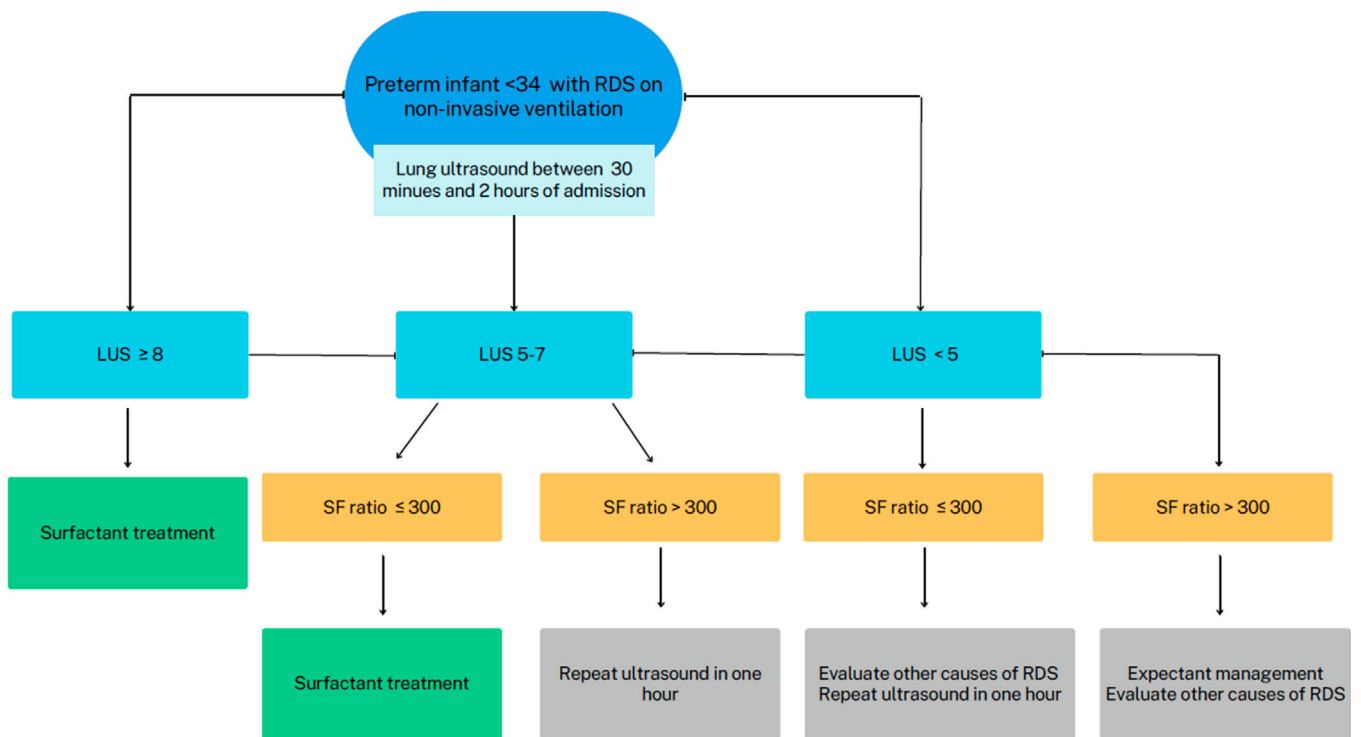 Preterm infant <34 with RDS on
non-invasive ventilation
Lung ultrasound between 30
minues and 2 hours of admission
LUS ≥ 8
LUS 5-7
LUS < 5
SF ratio ≤ 300
SF ratio > 300
SF ratio ≤ 300
SF ratio > 300
Surfactant treatment
Surfactant treatment
Repeat ultrasound in one
hour
Evaluate other causes of RDS
Repeat ultrasound in one hour
Expectant management
Evaluate other causes of RDS